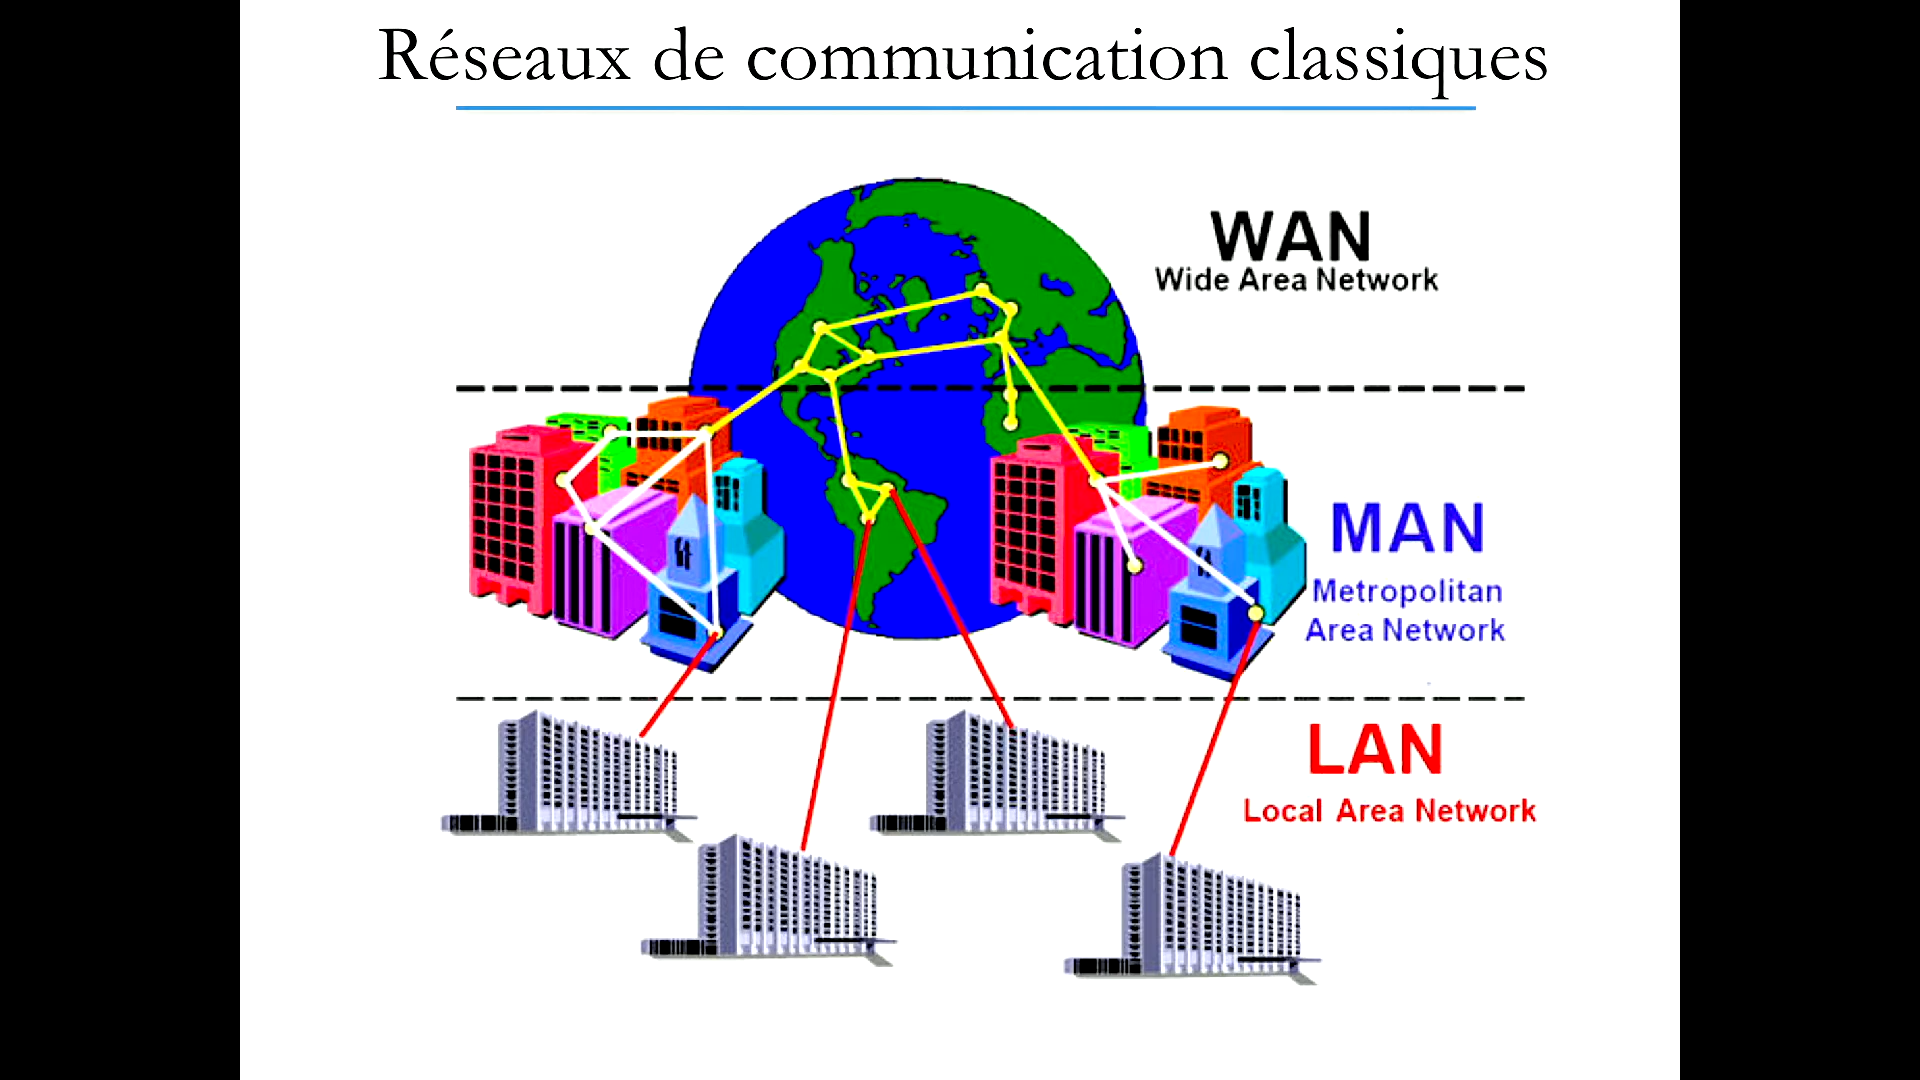 Réseaux de communication classiques
WAN
Wide Area Network
MAN
Metropolitan
Area Network
LAN
Local Area Network